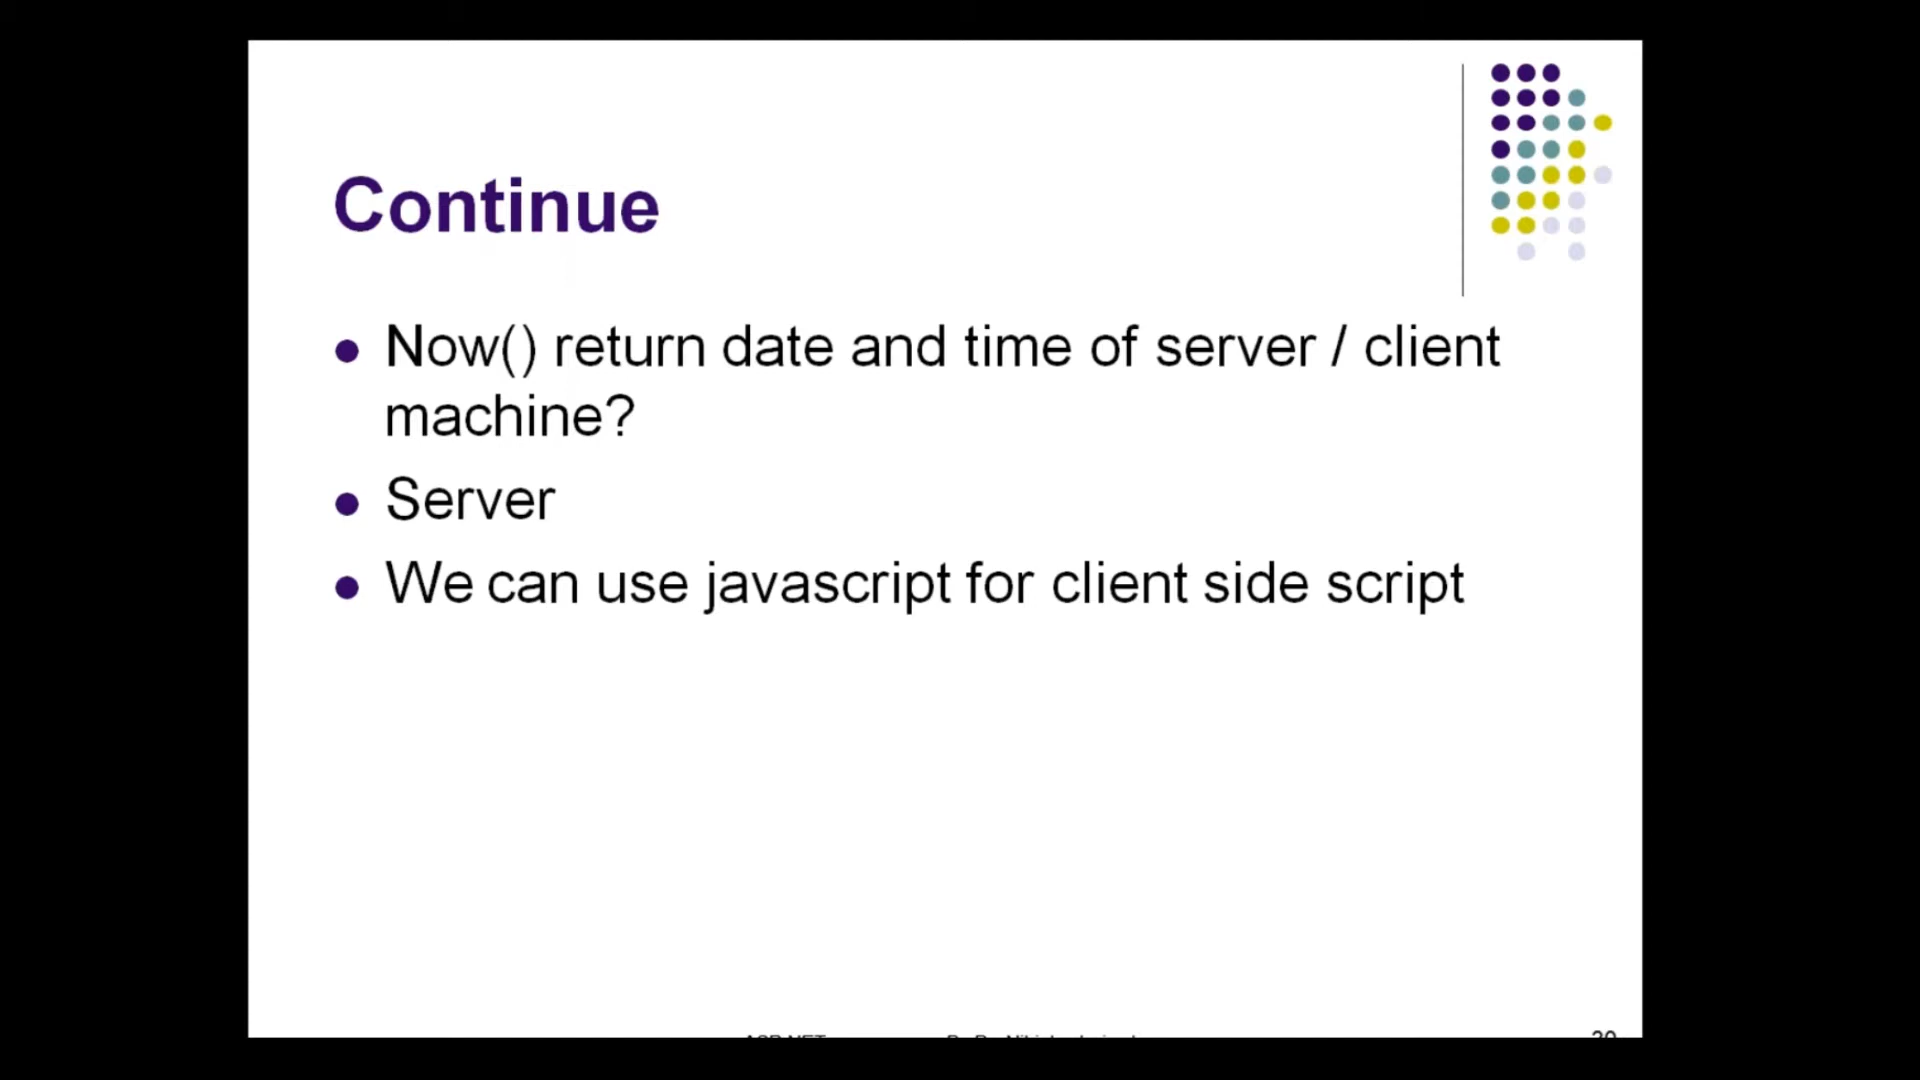 Continue
Now() return date and time of server / client
machine?
Server
We can use javascript for client side script